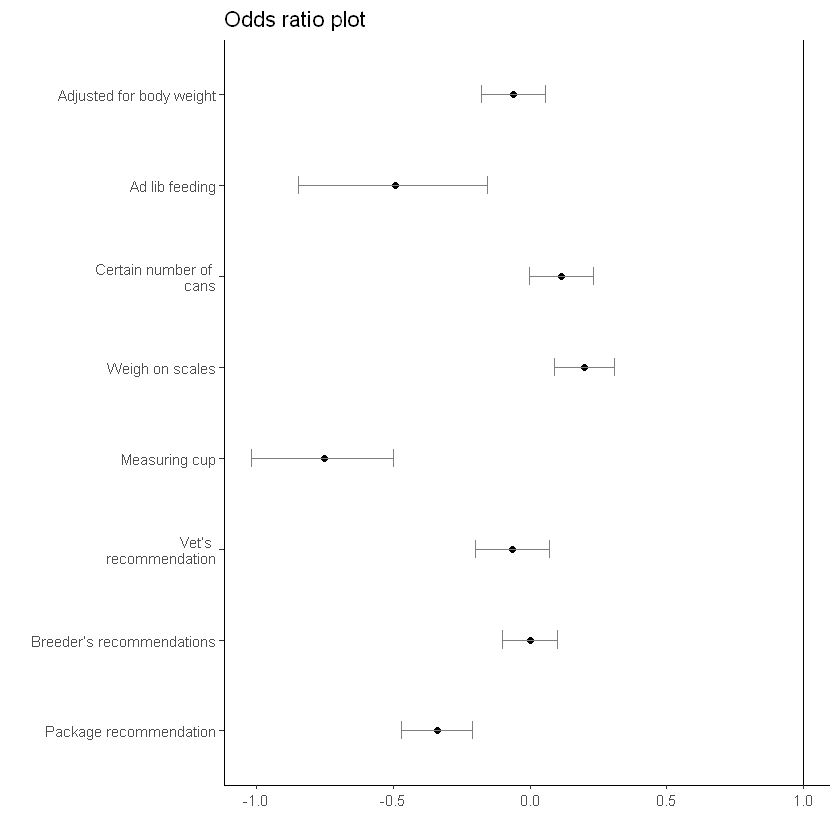 Odds ratio plot
Adjusted for body weight
Ad lib feeding
Certain number of
cans
Weigh on scales
Measuring cup
Vet's
recommendation
Breeder's recommendations
Package recommendation
-1.0 -0.5 0.0 0.5 1.0